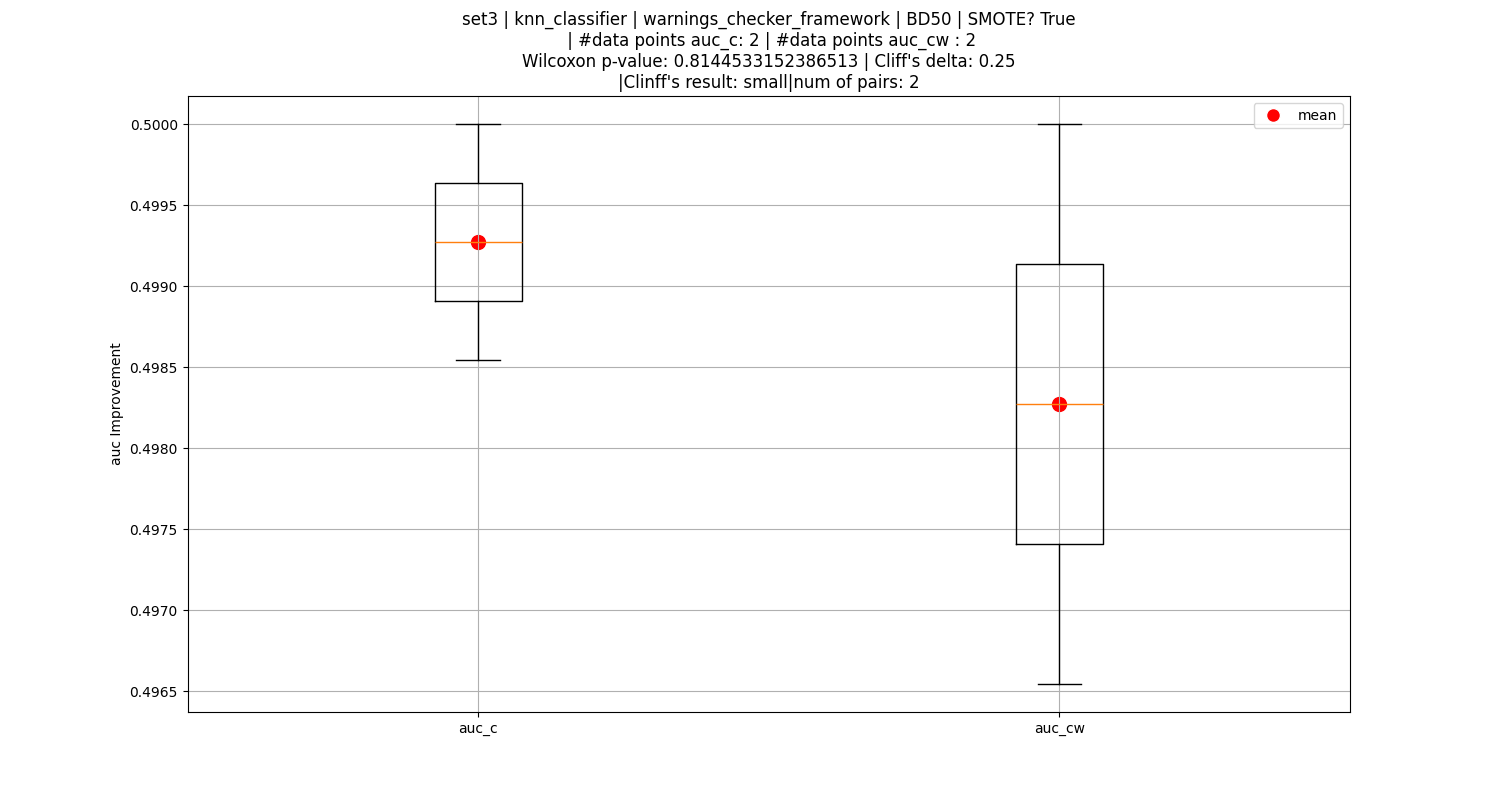 set3 | knn_classifier | warnings_checker_framework | BD50 | SMOTE? True
| #data points auc_c: 2 | #data points auc_cw : 2
Wilcoxon p-value: 0.8144533152386513 | Cliff's delta: 0.25
|Clinff's result: small|num of pairs: 2
mean
0.5000
0.4995
0.4990
0.4985
0.4980
0.4975
0.4970
0.4965
auc Improvement
auc_c
auc_cw